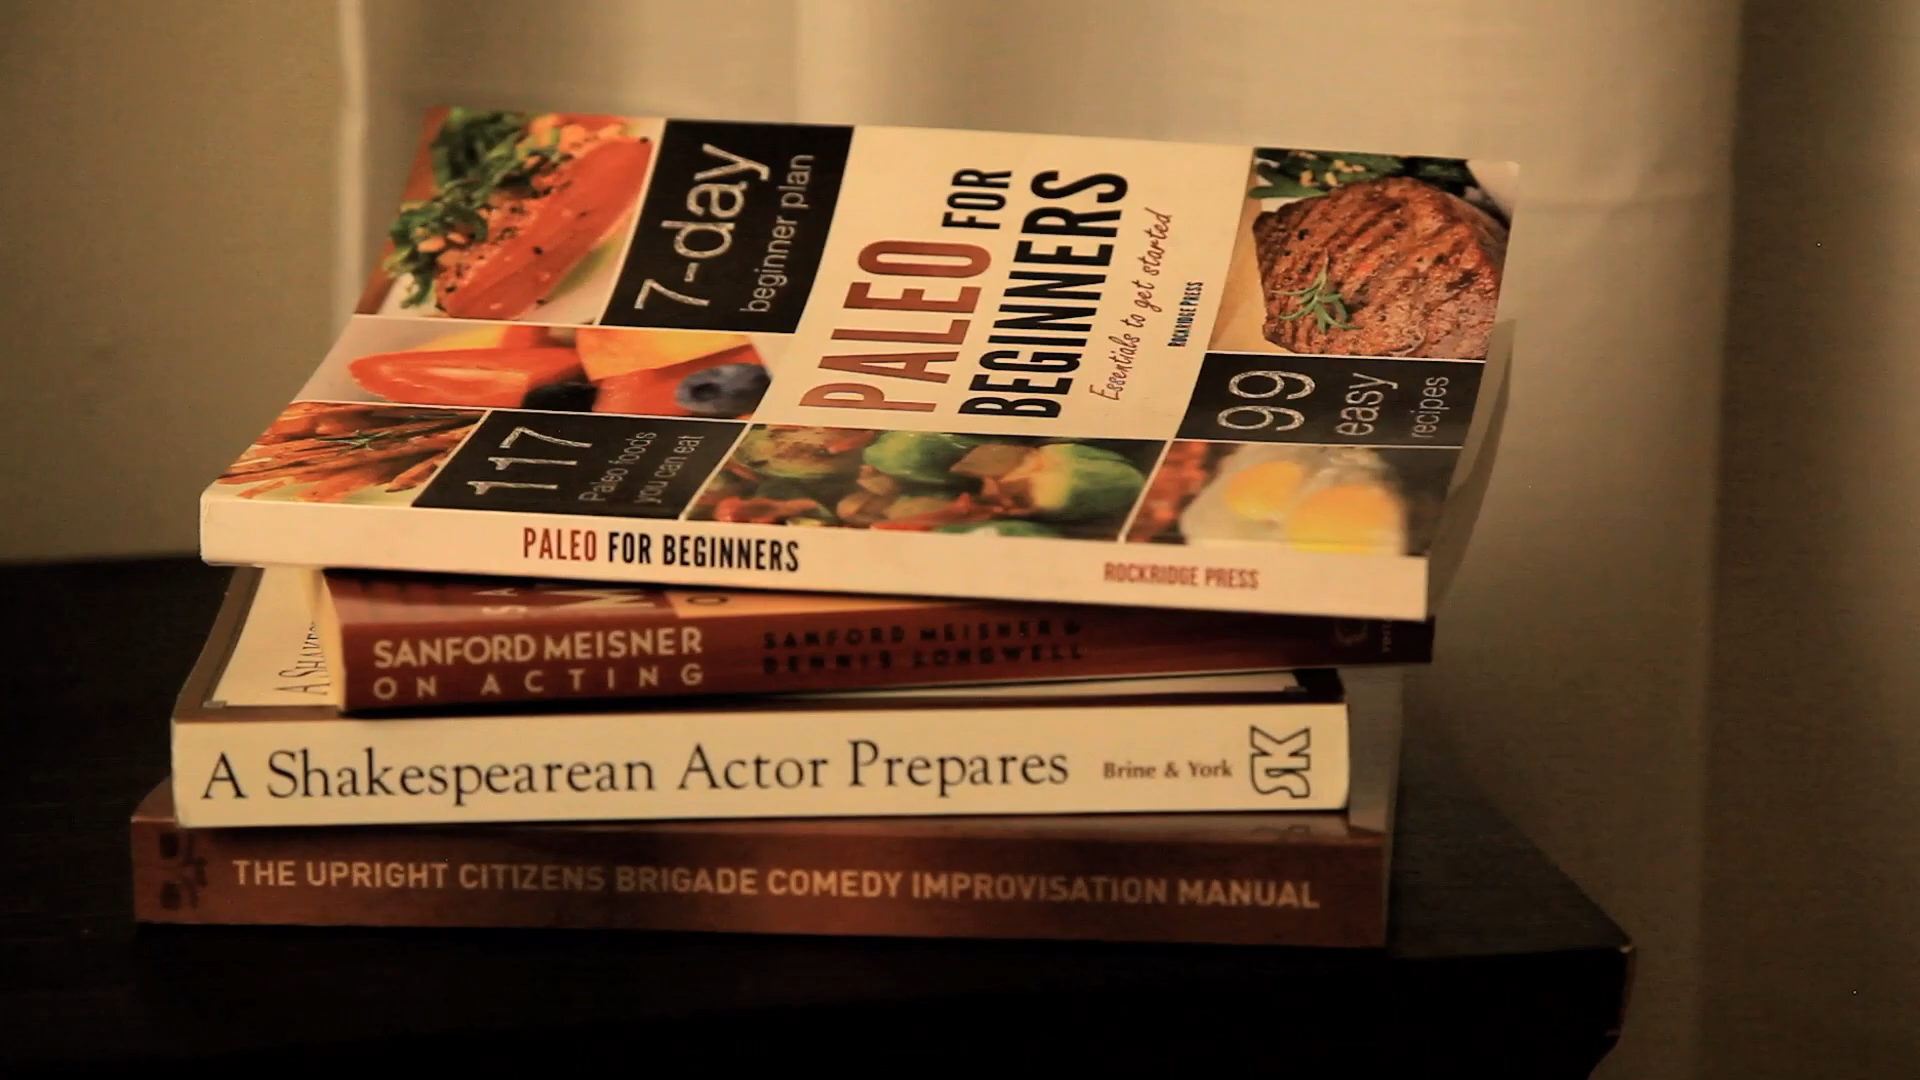 7-day
beginner plan
PALEO FOR
BEGINNERS
Essentials to get started
ROCKRIDGE PRESS
99
easy
recipes
117
Paleo foods
you can eat
PALEO FOR BEGINNERS
ROCKRIDGE PRESS
SANFORD MEISNER
ON ACTING
SANFORD MEISNER &
DENNIS LONGWELL
A Shakespearean Actor Prepares
Brine & York
SK
THE UPRIGHT CITIZENS BRIGADE COMEDY IMPROVISATION MANUAL